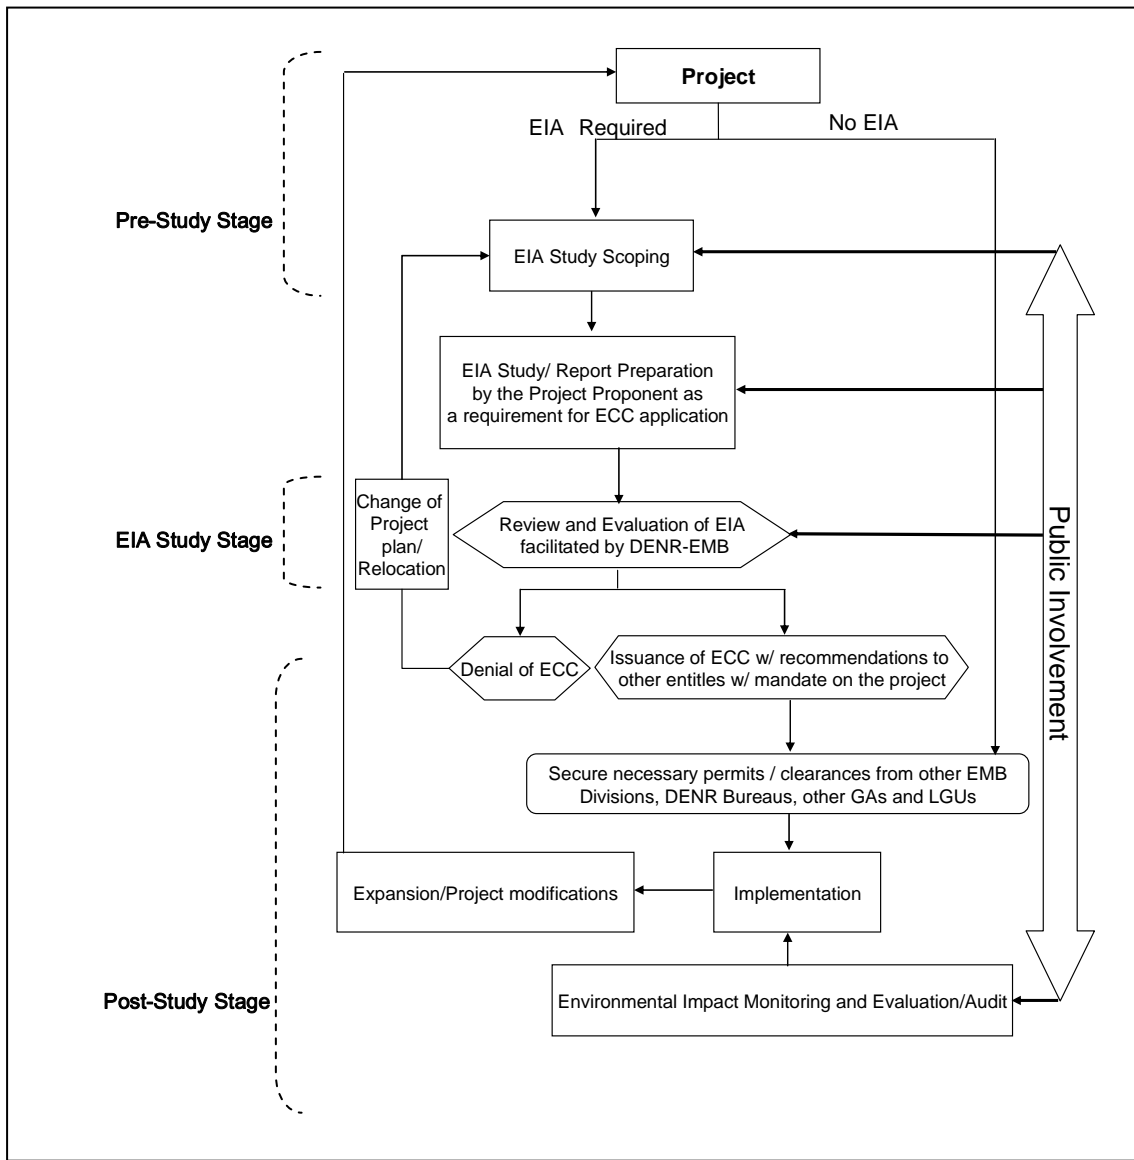 Project
EIA Required
No EIA
Pre-Study Stage
EIA Study Scoping
EIA Study/ Report Preparation
by the Project Proponent as
a requirement for ECC application
Change of
Project
plan/
Relocation
EIA Study Stage
Review and Evaluation of EIA
facilitated by DENR-EMB
Public Involvement
Denial of ECC
Issuance of ECC w/ recommendations to
other entitles w/ mandate on the project
Secure necessary permits / clearances from other EMB
Divisions, DENR Bureaus, other GAs and LGUs
Expansion/Project modifications
Implementation
Post-Study Stage
Environmental Impact Monitoring and Evaluation/Audit